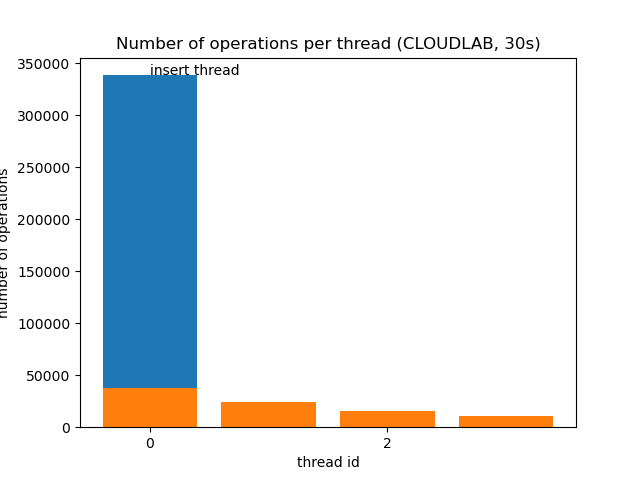 Number of operations per thread (CLOUDLAB, 30s)
350000
300000
250000
200000
150000
100000
50000
0
number of operations
insert thread
0
2
thread id